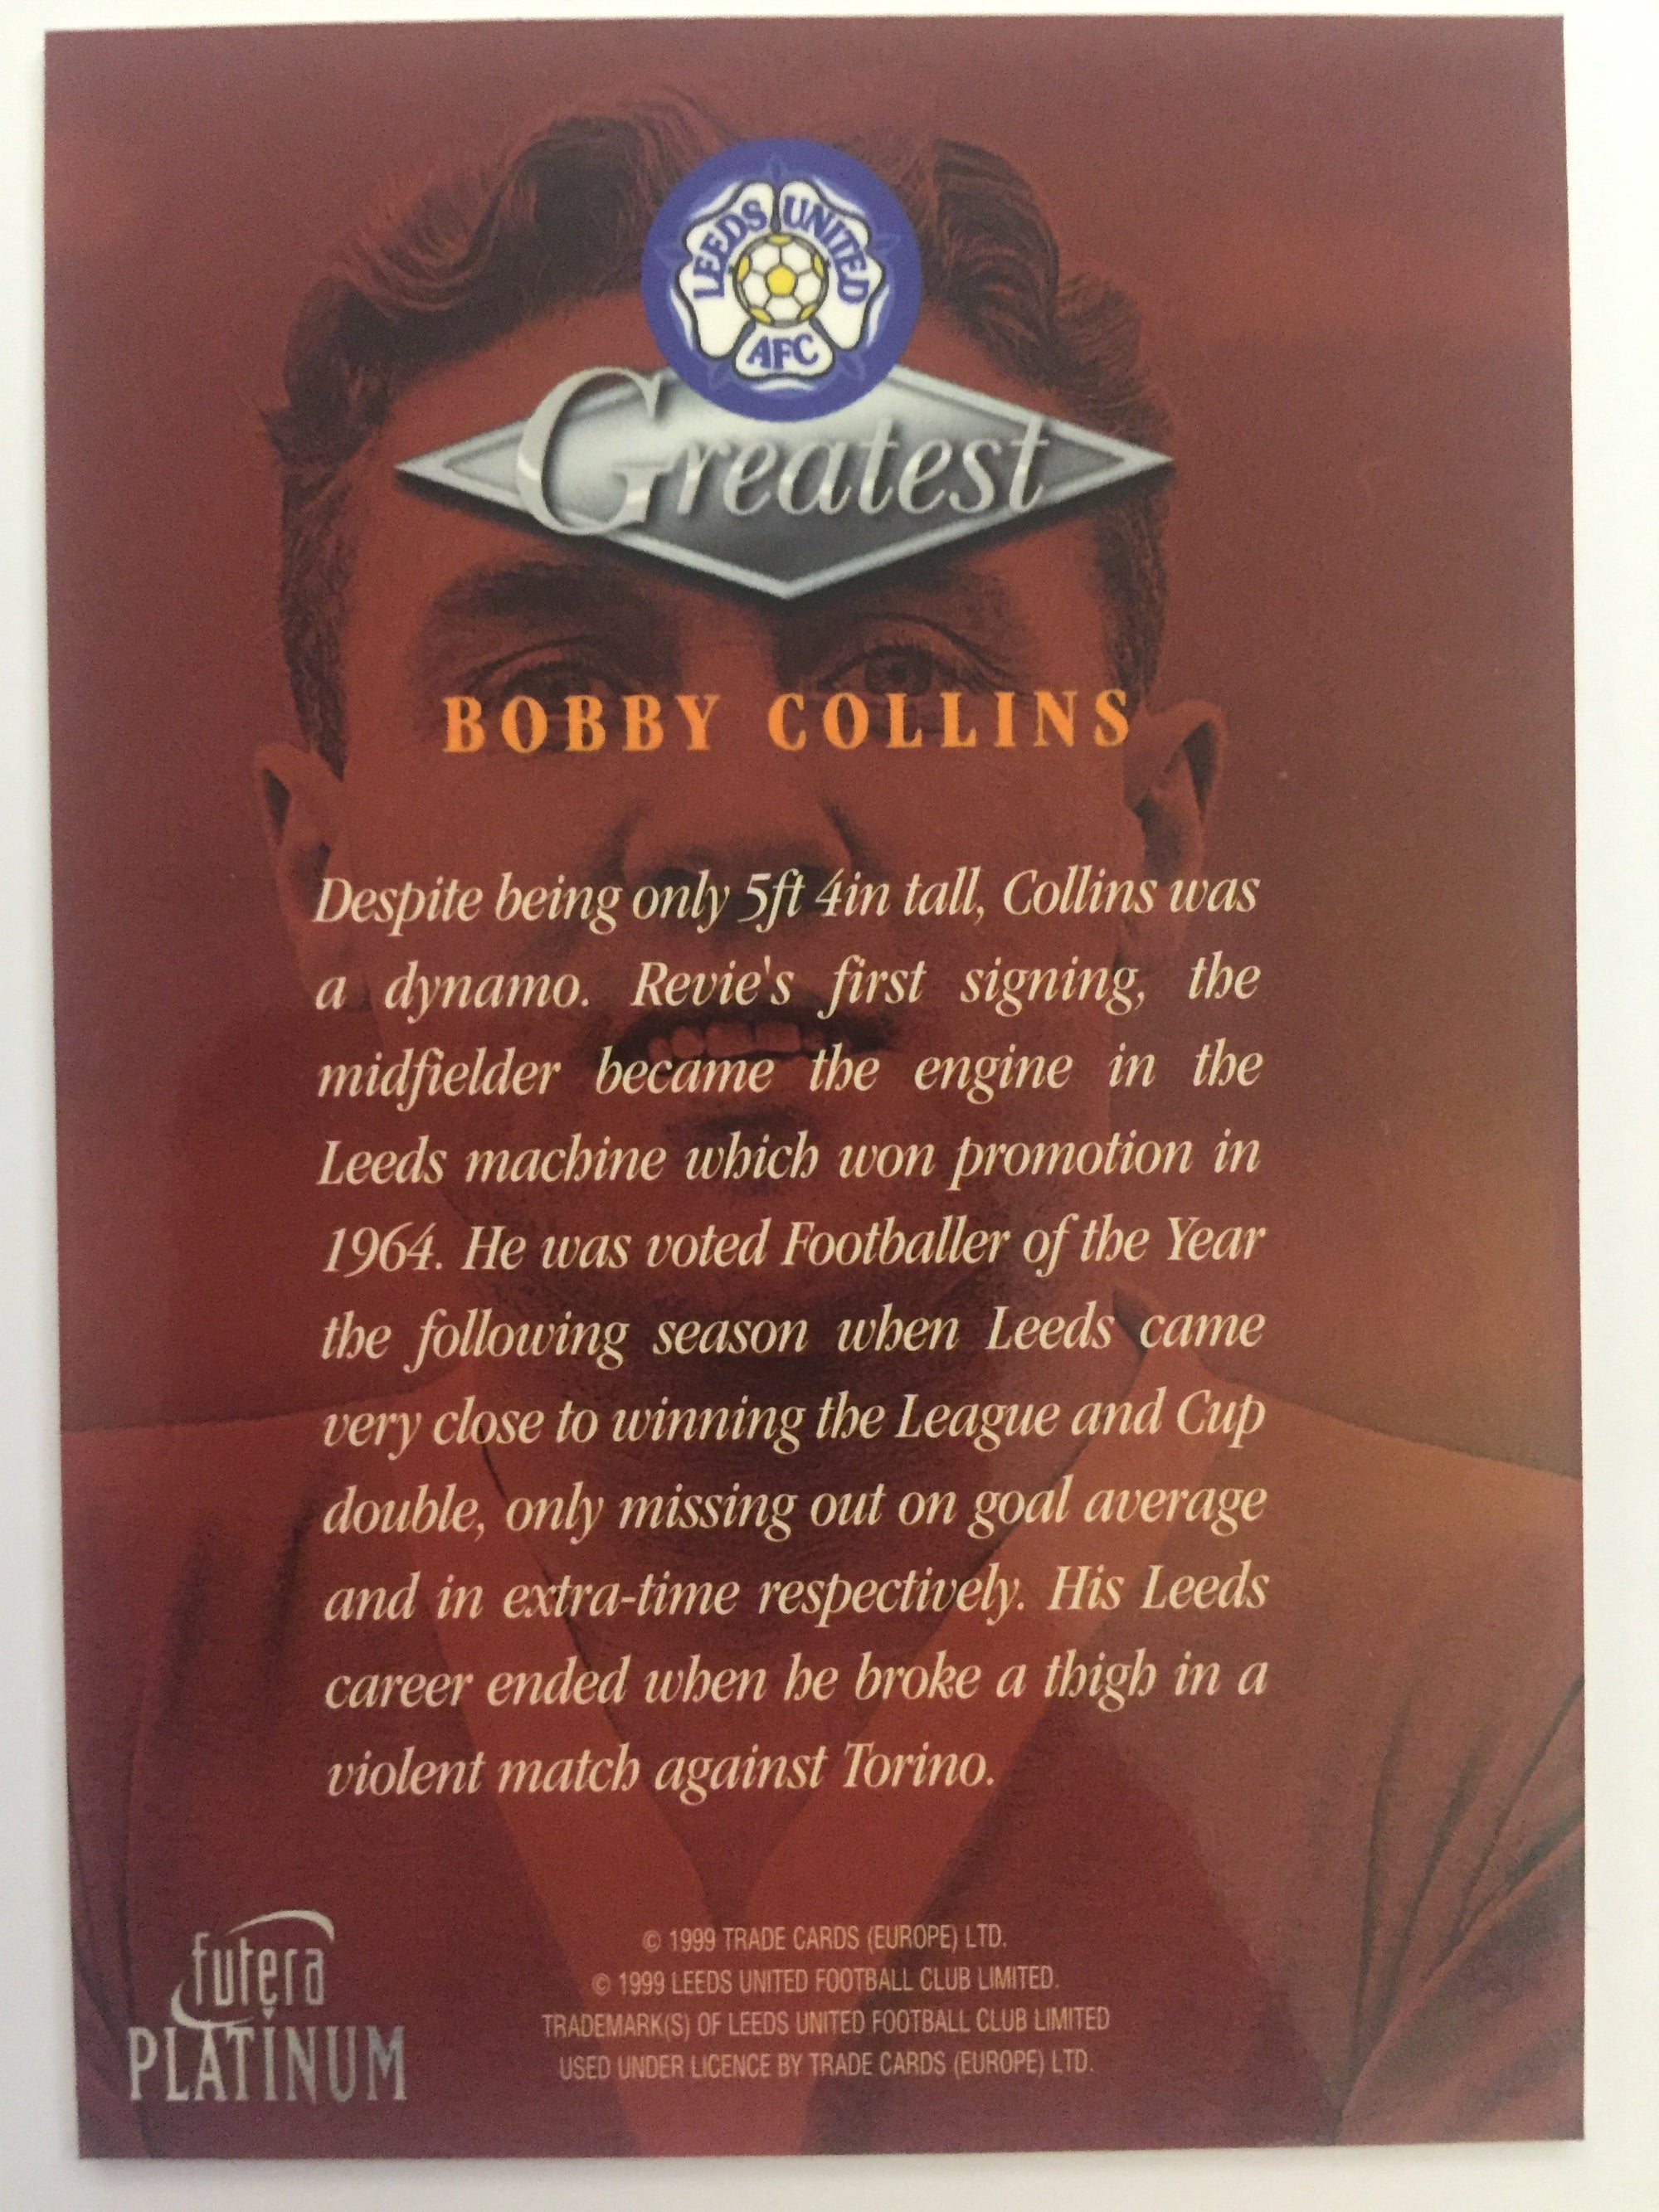 LEEDS UNITED
AFC
Greatest
BOBBY COLLINS
Despite being only 5ft 4in tall, Collins was
a dynamo. Revie's first signing, the
midfielder became the engine in the
Leeds machine which won promotion in
1964. He was voted Footballer of the Year
the following season when Leeds came
very close to winning the League and Cup
double, only missing out on goal average
and in extra-time respectively. His Leeds
career ended when he broke a thigh in a
violent match against Torino.
futera
PLATINUM
© 1999 TRADE CARDS (EUROPE) LTD.
© 1999 LEEDS UNITED FOOTBALL CLUB LIMITED.
TRADEMARK(S) OF LEEDS UNITED FOOTBALL CLUB LIMITED
USED UNDER LICENCE BY TRADE CARDS (EUROPE) LTD.